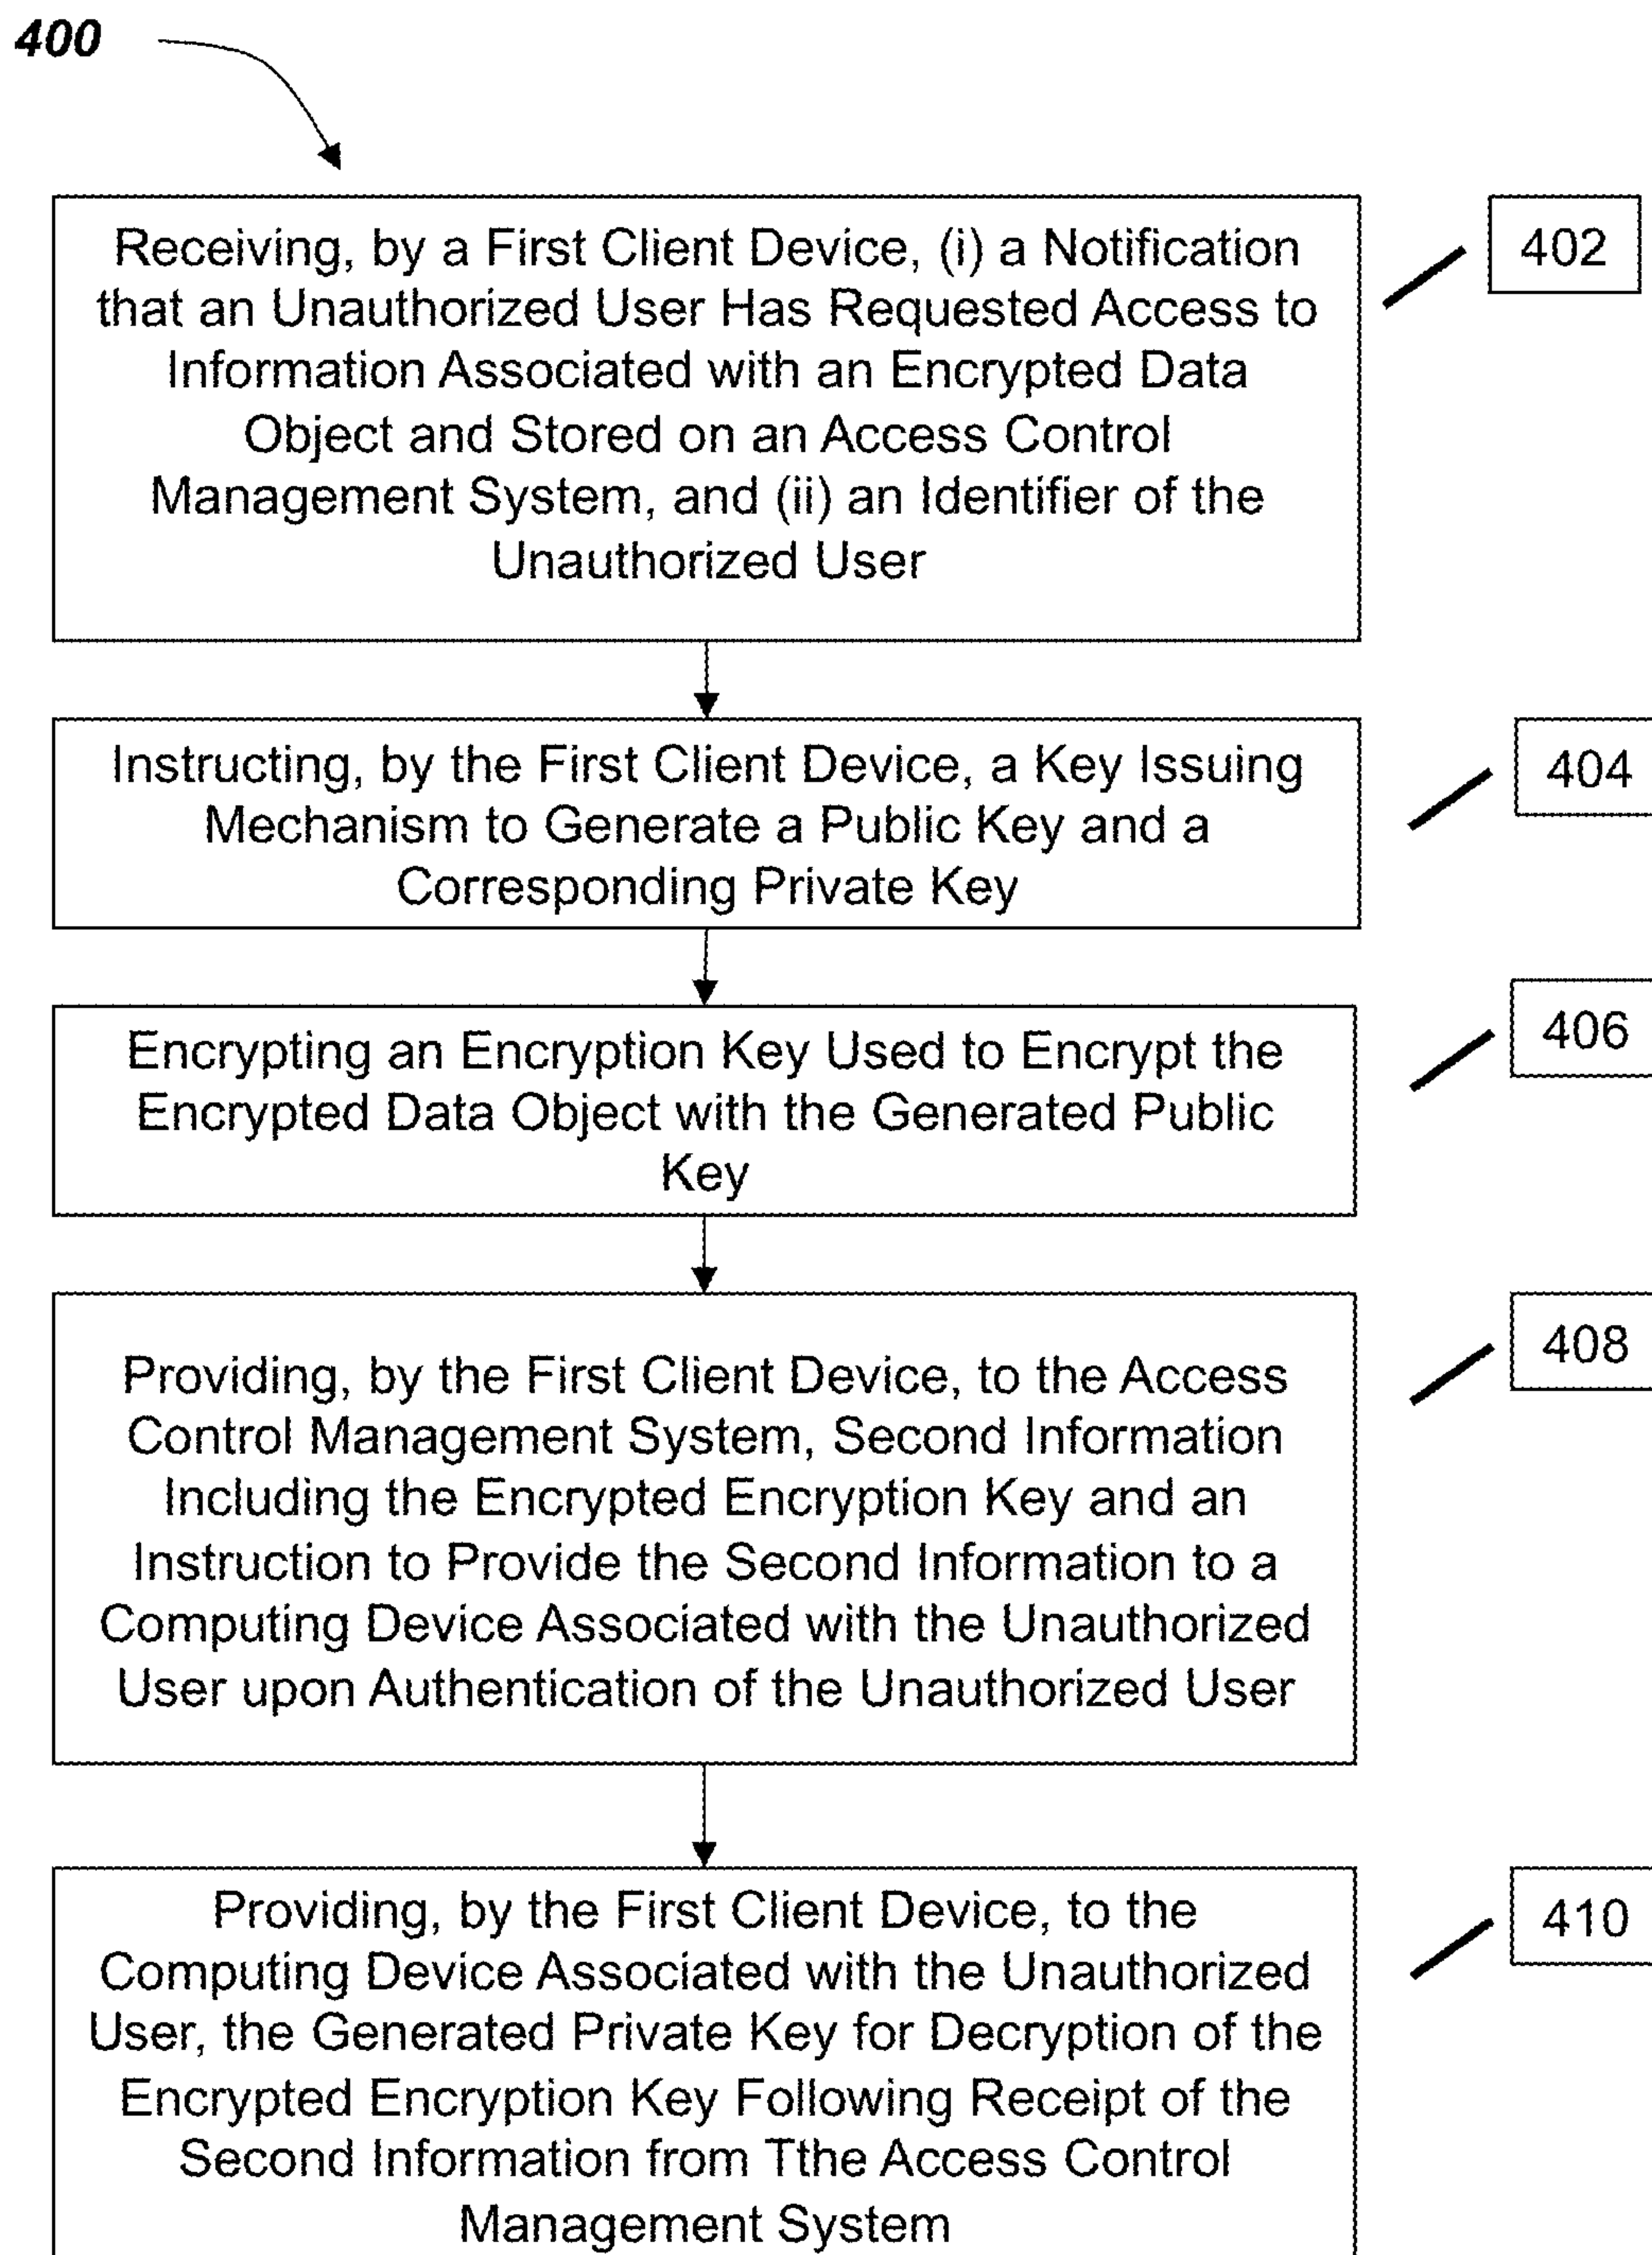 400
Receiving, by a First Client Device, (i) a Notification
that an Unauthorized User Has Requested Access to
Information Associated with an Encrypted Data
Object and Stored on an Access Control
Management System, and (ii) an Identifier of the
Unauthorized User
402
Instructing, by the First Client Device, a Key Issuing
Mechanism to Generate a Public Key and a
Corresponding Private Key
404
Encrypting an Encryption Key Used to Encrypt the
Encrypted Data Object with the Generated Public
Key
406
Providing, by the First Client Device, to the Access
Control Management System, Second Information
Including the Encrypted Encryption Key and an
Instruction to Provide the Second Information to a
Computing Device Associated with the Unauthorized
User upon Authentication of the Unauthorized User
408
Providing, by the First Client Device, to the
Computing Device Associated with the Unauthorized
User, the Generated Private Key for Decryption of the
Encrypted Encryption Key Following Receipt of the
Second Information from Tthe Access Control
Management System
410